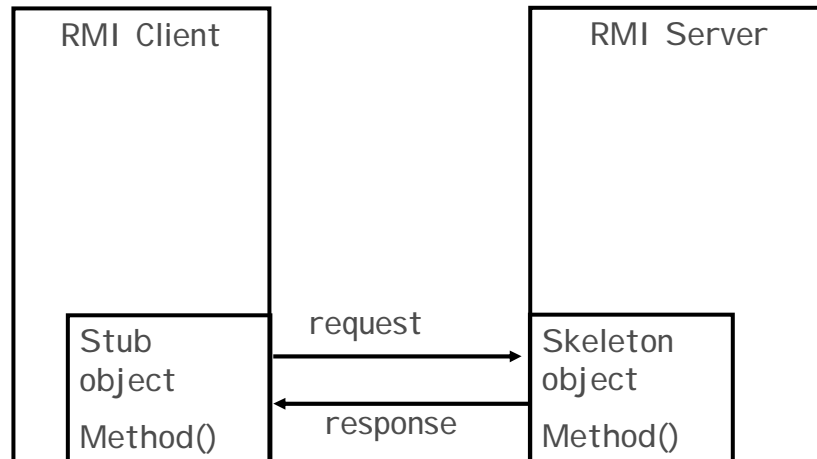 RMI Client
RMI Server
request
Stub
object
Method()
Skeleton
object
Method()
response